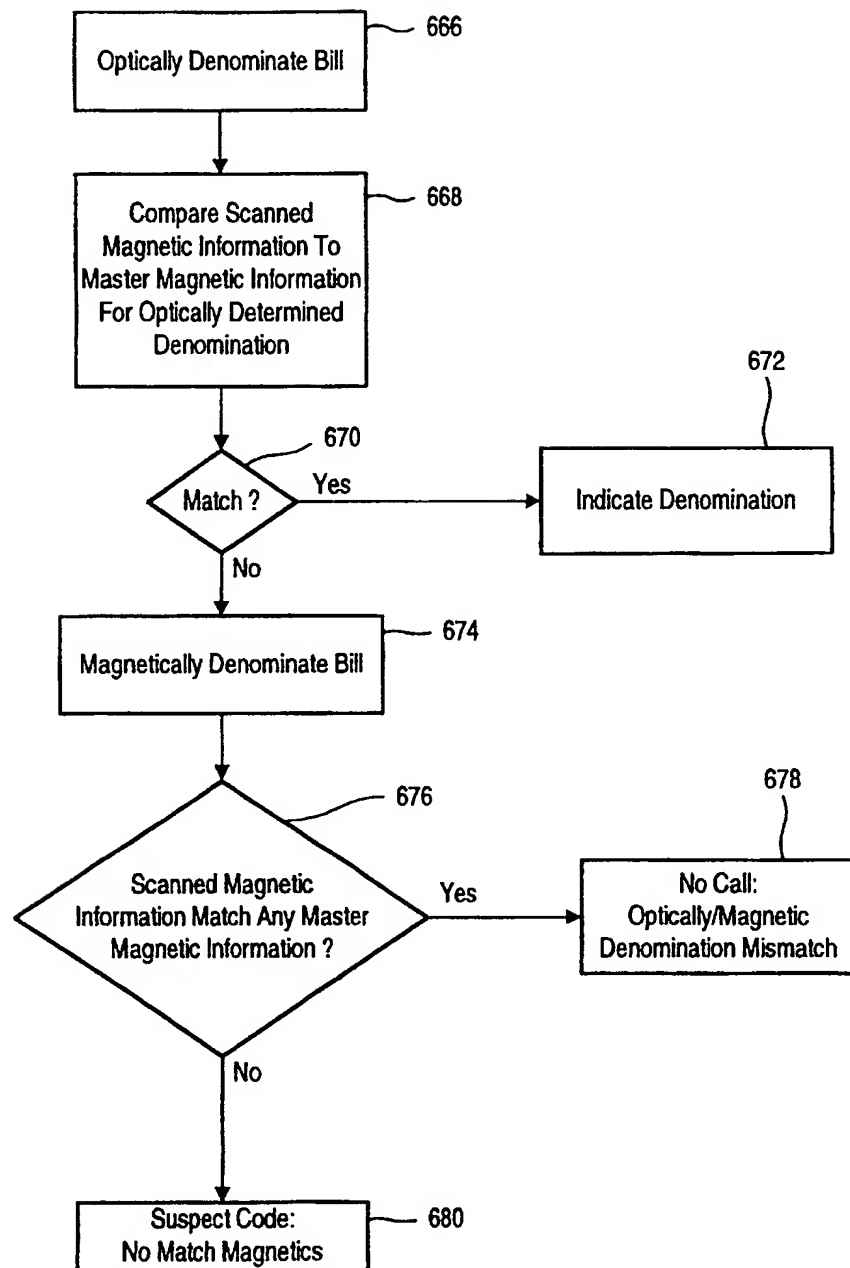 Optically Denominate Bill
666
Compare Scanned
Magnetic Information To
Master Magnetic Information
For Optically Determined
Denomination
668
670
Match ?
Yes
No
672
Indicate Denomination
Magnetically Denominate Bill
674
676
Scanned Magnetic
Information Match Any Master
Magnetic Information ?
Yes
No
678
No Call:
Optically/Magnetic
Denomination Mismatch
Suspect Code:
No Match Magnetics
680